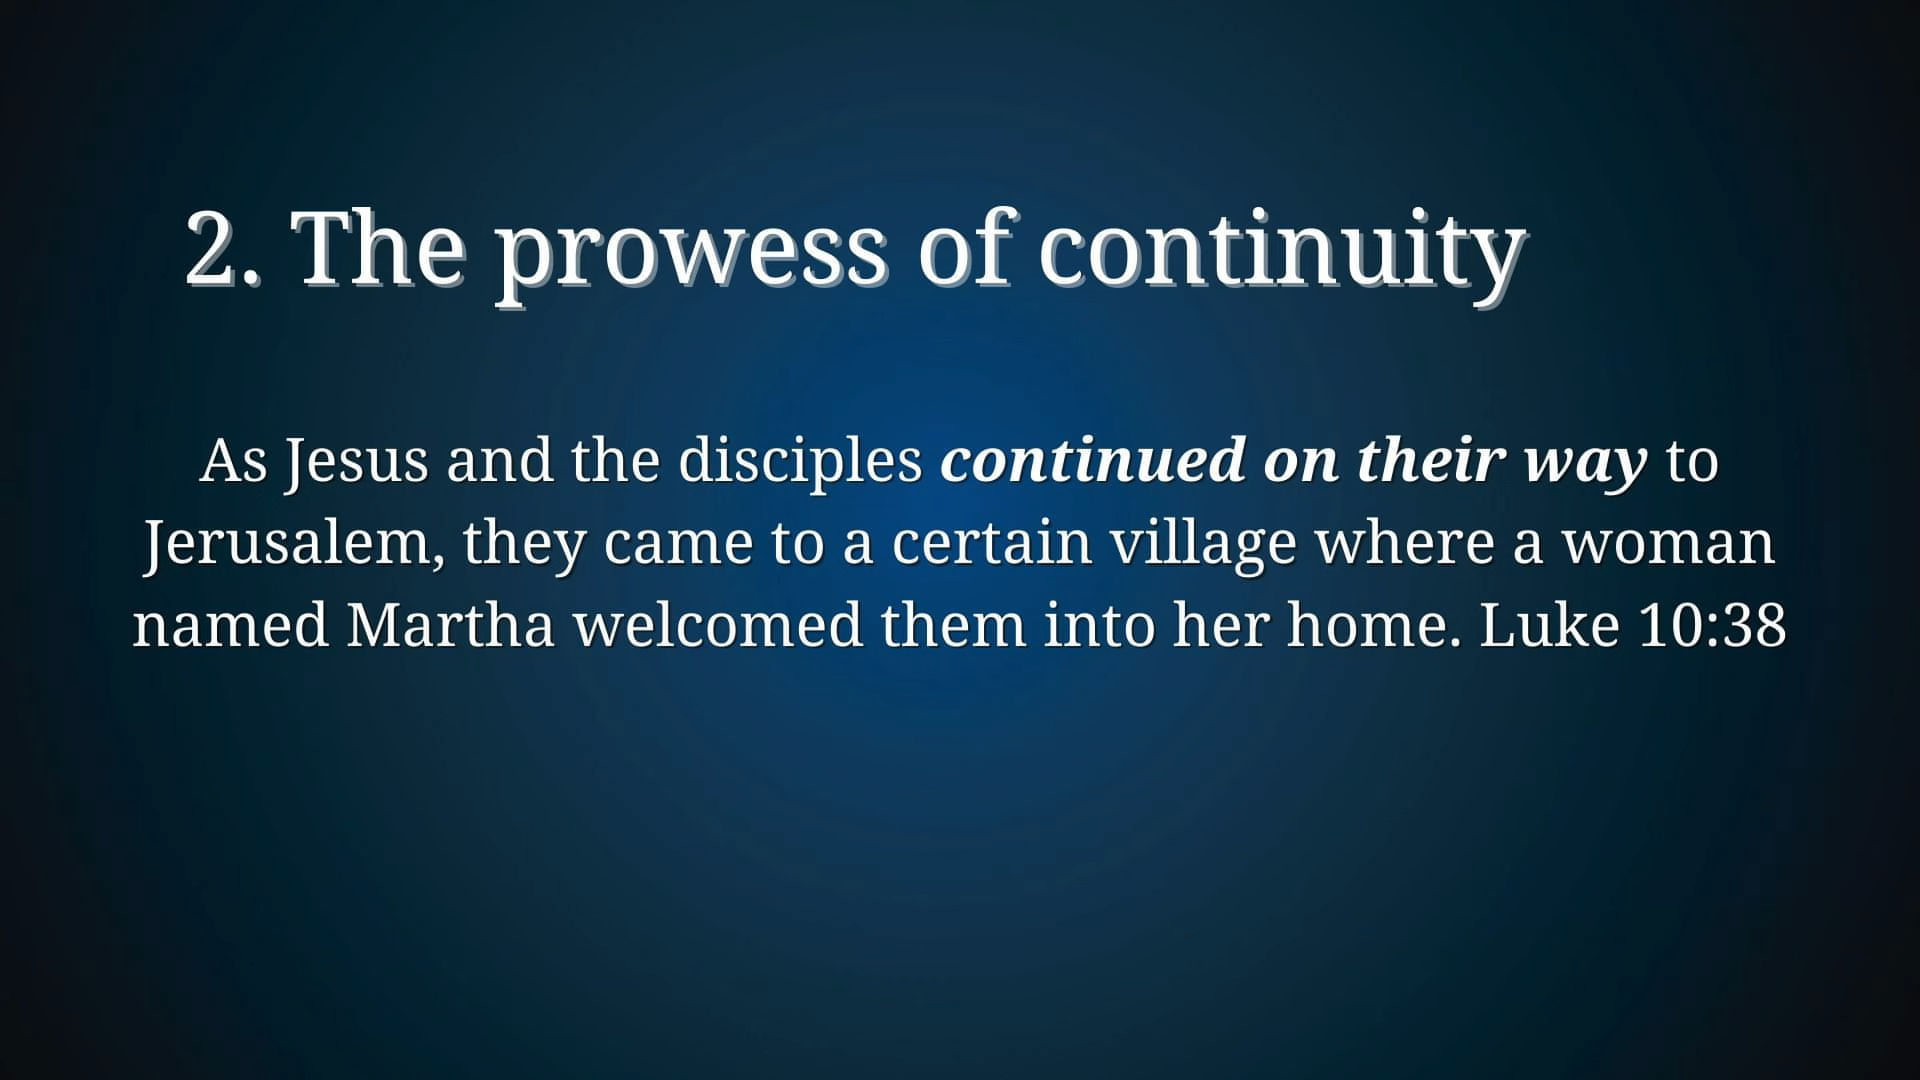 2. The prowess of continuity
As Jesus and the disciples continued on their way to
Jerusalem, they came to a certain village where a woman
named Martha welcomed them into her home. Luke 10:38